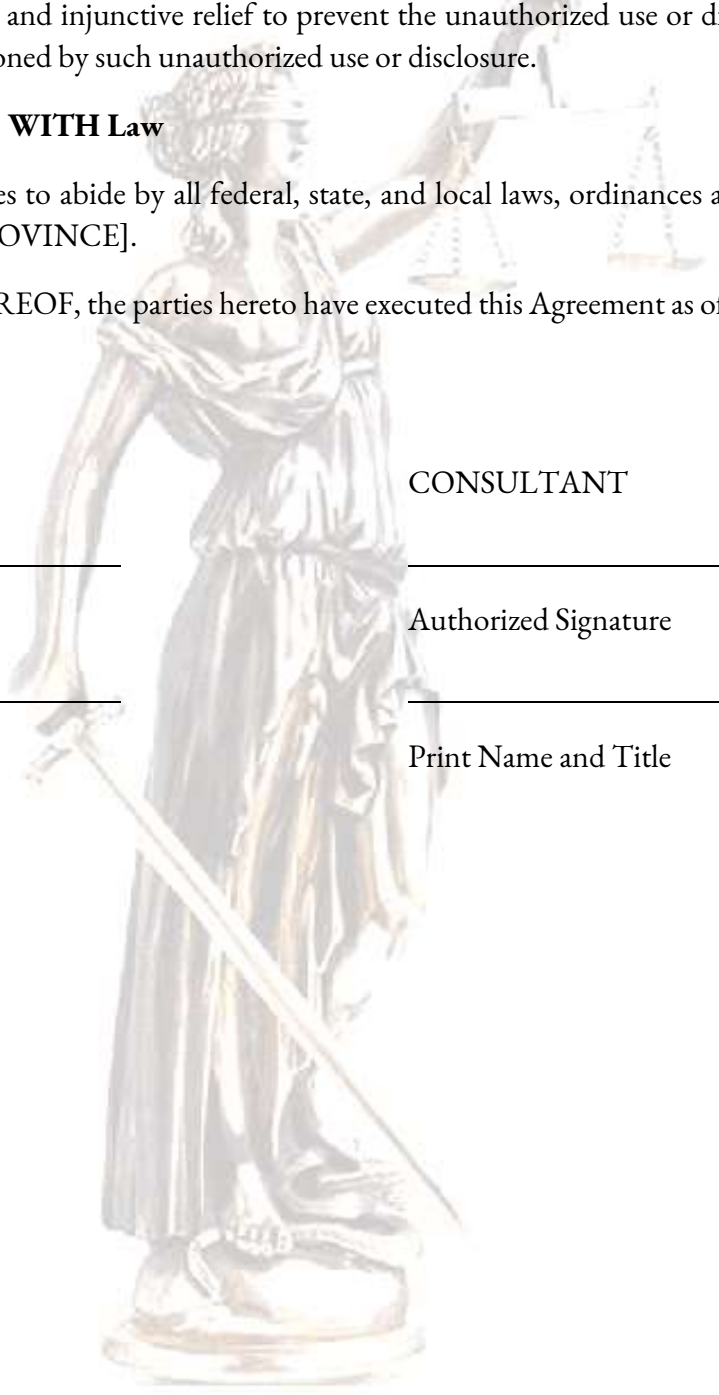 and injunctive relief to prevent the unauthorized use or di
oned by such unauthorized use or disclosure.
WITH Law
es to abide by all federal, state, and local laws, ordinances a
OVINCE].
REOF, the parties hereto have executed this Agreement as of
CONSULTANT
Authorized Signature
Print Name and Title